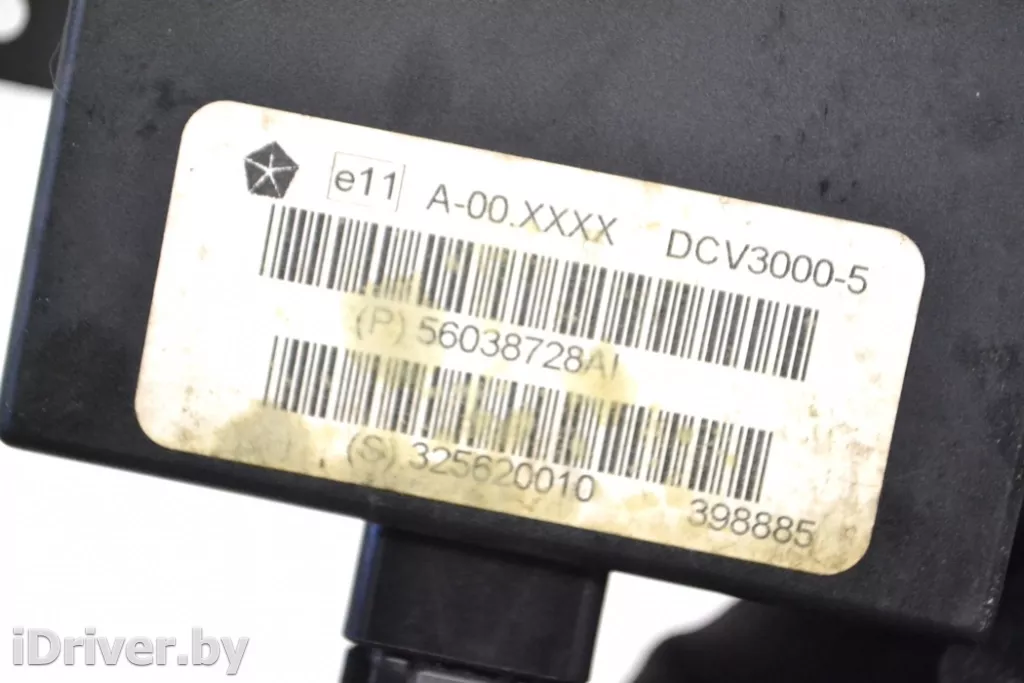 e11 A-00.XXXX DCV3000-5
(P) 56038728AI
(S) 325620010 398885
iDriver.by